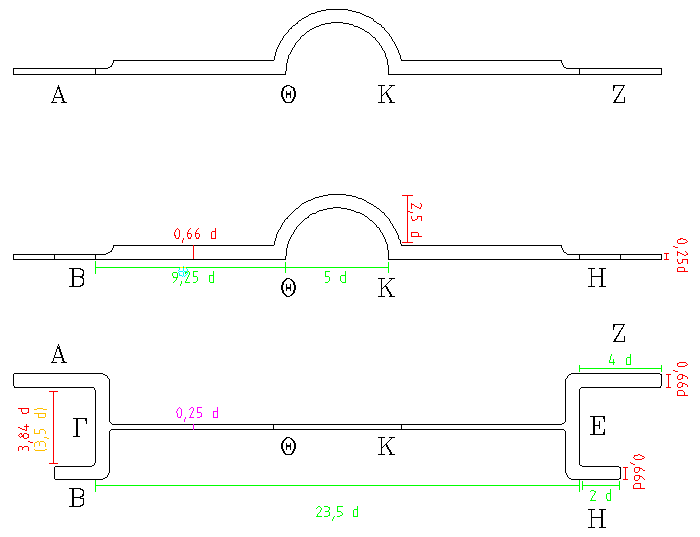 Α Θ Κ Ζ
0,66 d
2,5 d
0,25d
Β 9,25 d Θ 5 d Κ Η
Ζ
Α
4 d
0,66d
3,84 d
(3,5 d)
0,25 d
Γ Θ Κ Ε
0,66d
Β
2 d
23,5 d
Η